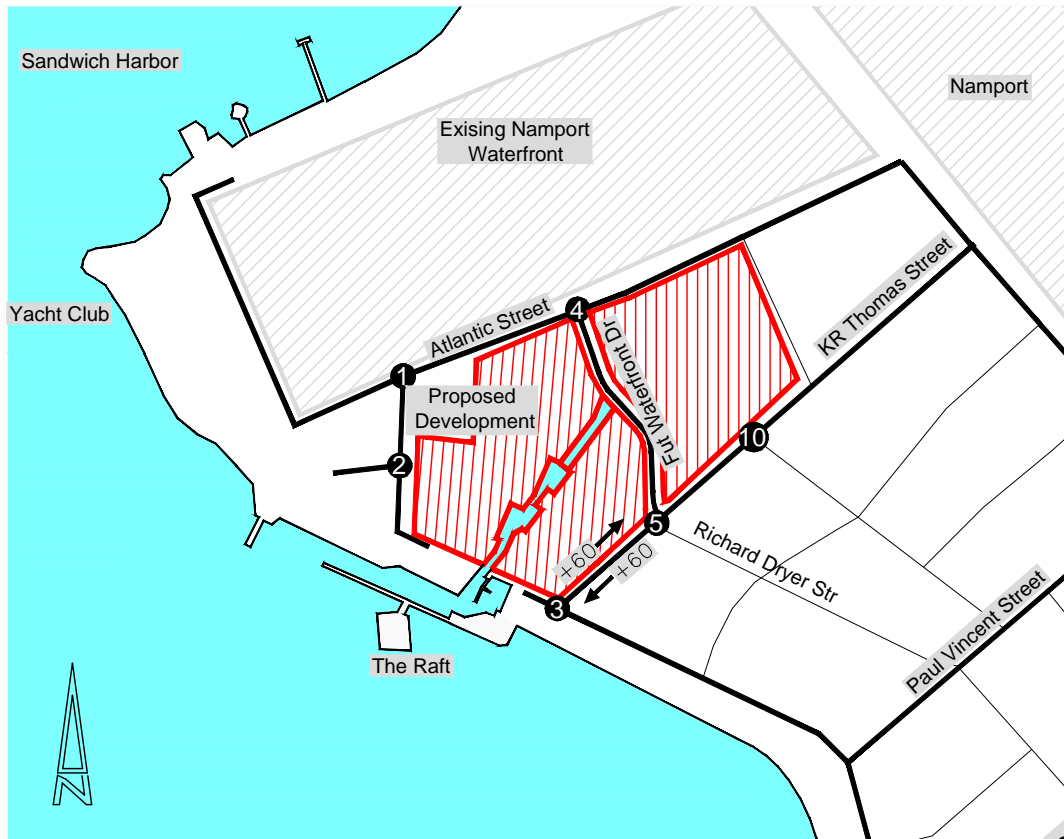 Sandwich Harbor
Namport
Exising Namport
Waterfront
KR Thomas Street
Yacht Club
Atlantic Street
4
Fut Waterfront Dr
1
Proposed
Development
10
2
5
+60
+60
Richard Dryer Str
3
Paul Vincent Street
The Raft
N